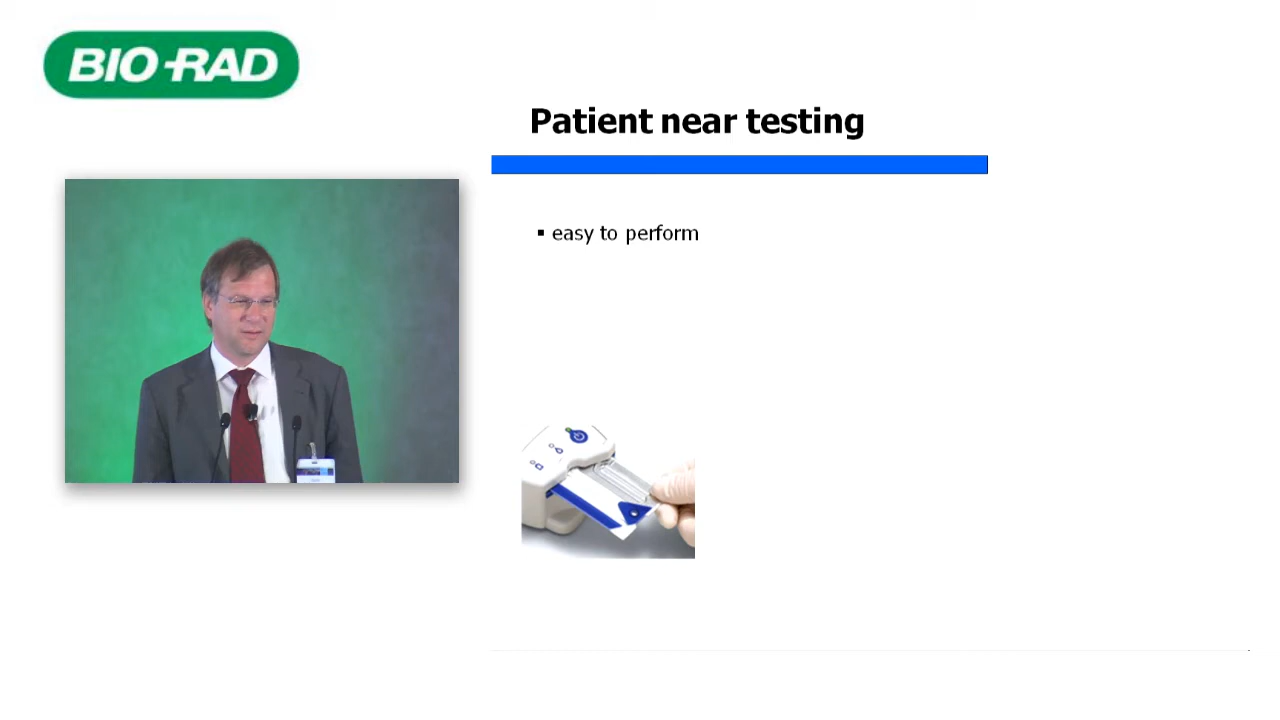 BIO-RAD
Patient near testing
▪ easy to perform